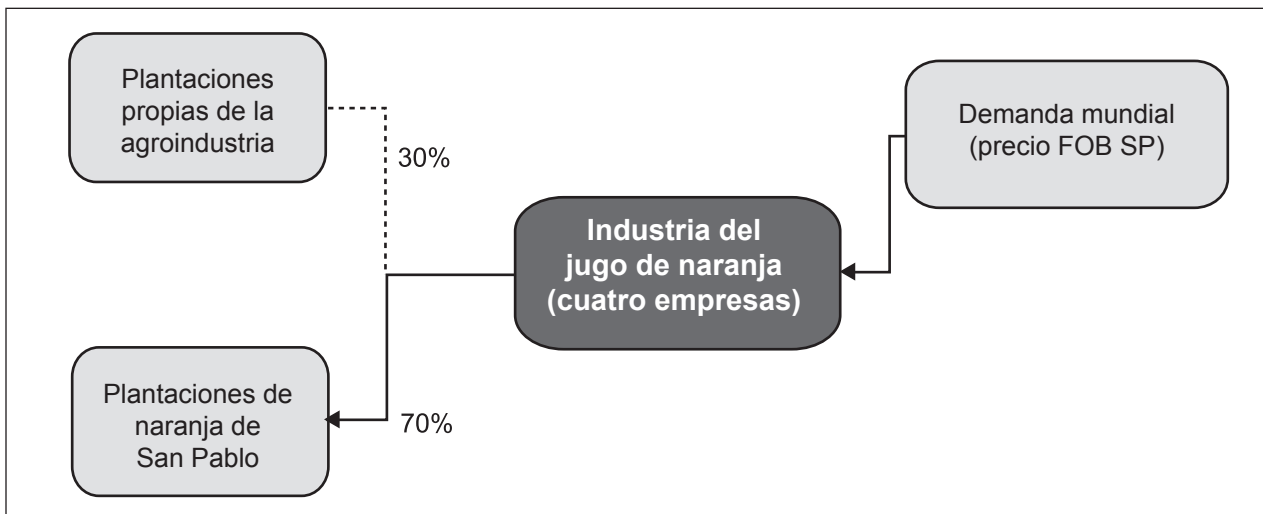 Plantaciones
propias de la
agroindustria
30%
Demanda mundial
(precio FOB SP)
Industria del
jugo de naranja
(cuatro empresas)
Plantaciones de
naranja de
San Pablo
70%